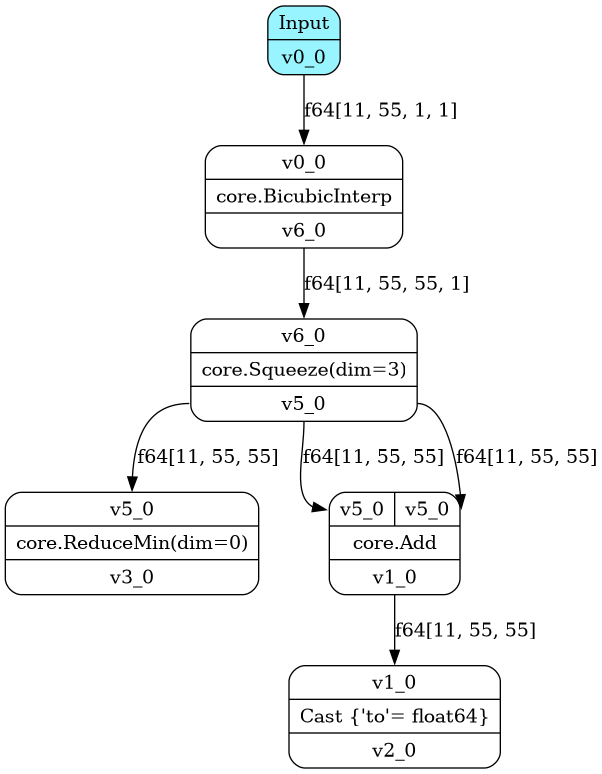 Input
v0_0
f64[11, 55, 1, 1]
v0_0
core.BicubicInterp
v6_0
f64[11, 55, 55, 1]
v6_0
core.Squeeze(dim=3)
v5_0
f64[11, 55, 55]
f64[11, 55, 55]
f64[11, 55, 55]
v5_0
core.ReduceMin(dim=0)
v3_0
v5_0 v5_0
core.Add
v1_0
f64[11, 55, 55]
v1_0
Cast {'to'= float64}
v2_0